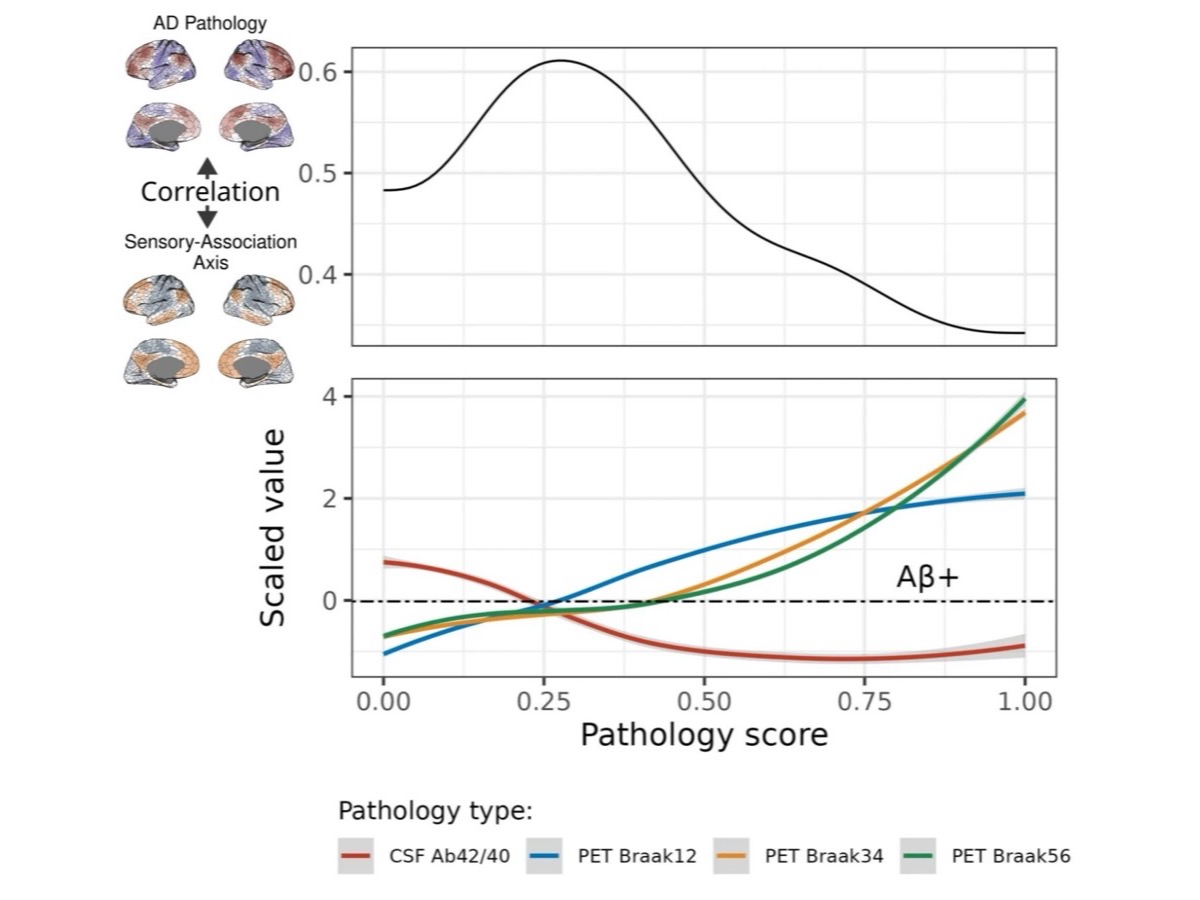 AD Pathology
Correlation
Sensory-Association
Axis
0.6
0.5
0.4
Scaled value
4
2
0
Aβ+
0.00 0.25 0.50 0.75 1.00
Pathology score
Pathology type:
CSF Ab42/40 PET Braak12 PET Braak34 PET Braak56